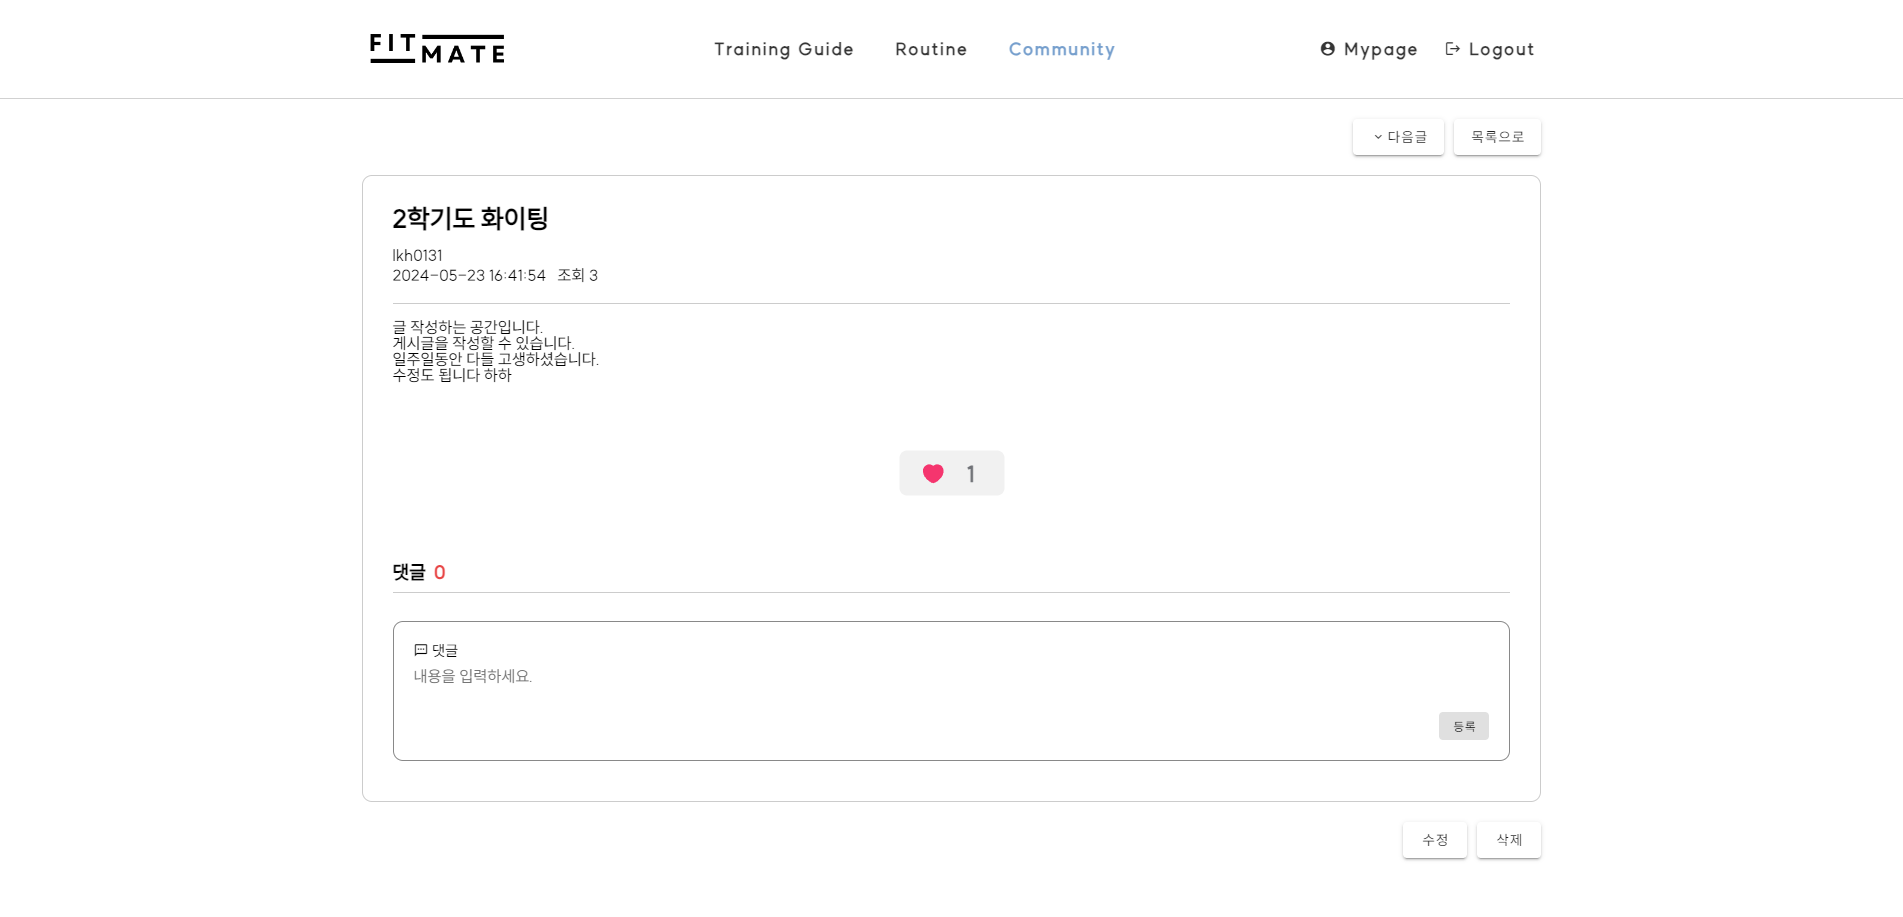 FIT MATE
Training Guide
Routine
Community
Mypage
Logout
다음글
목록으로
2학기도 화이팅
lkh0131
2024-05-23 16:41:54 조회 3
글 작성하는 공간입니다.
게시글을 작성할 수 있습니다.
일주일동안 다들 고생하셨습니다.
수정도 됩니다 하하
1
댓글 0
댓글
내용을 입력하세요.
등록
수정
삭제